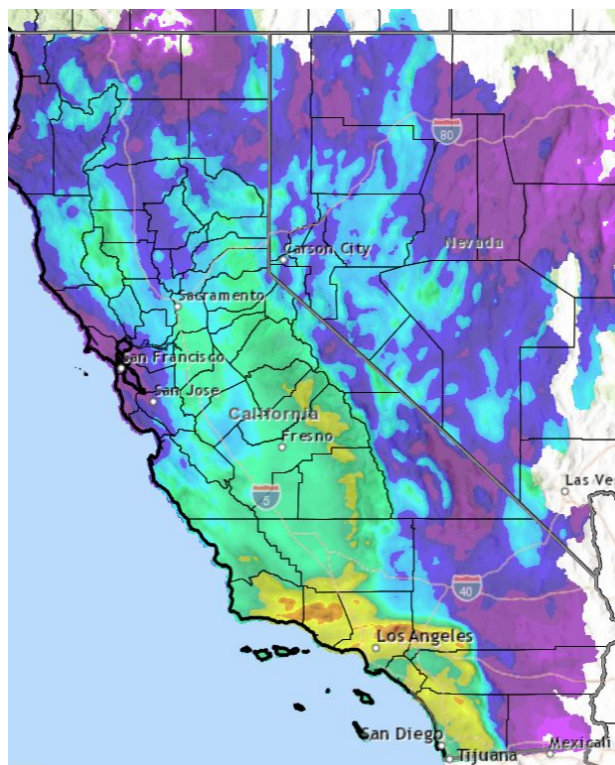 80
Nevada
Carson City
Sacramento
San Francisco
San Jose
California
Fresno
5
Las Ve
40
Los Angeles
San Diego
Mexicali
Tijuana